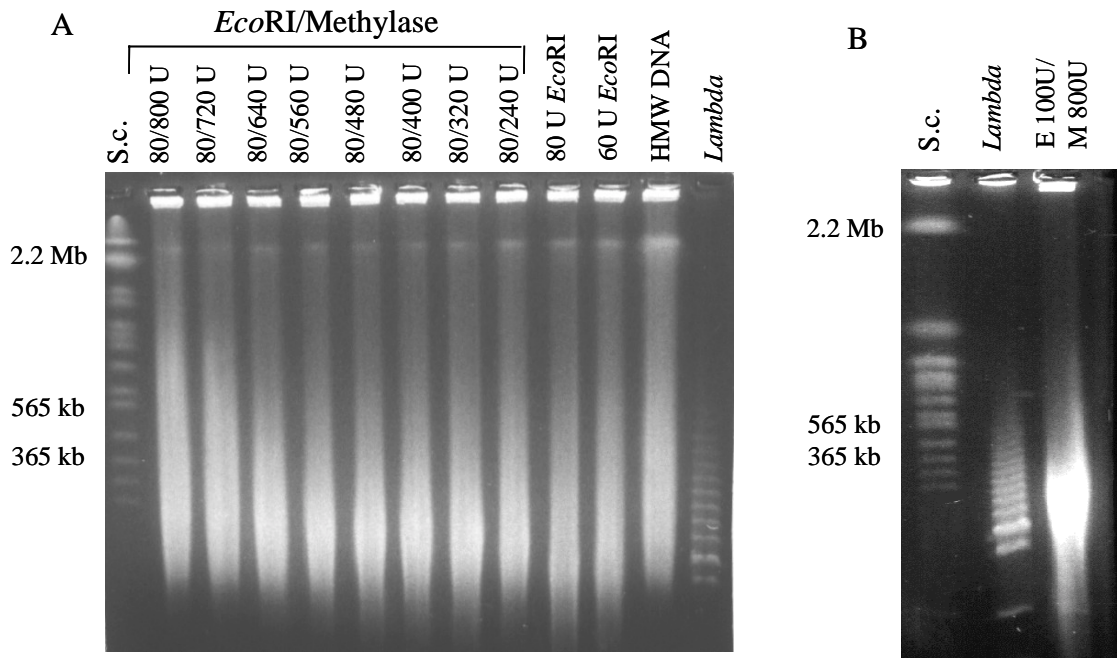 A
EcoRI/Methylase
S.c.
80/800 U
80/720 U
80/640 U
80/560 U
80/480 U
80/400 U
80/320 U
80/240 U
80 U EcoRI
60 U EcoRI
HMW DNA
Lambda
2.2 Mb
565 kb
365 kb
B
S.c.
Lambda
E 100U/
M 800U
2.2 Mb
565 kb
365 kb